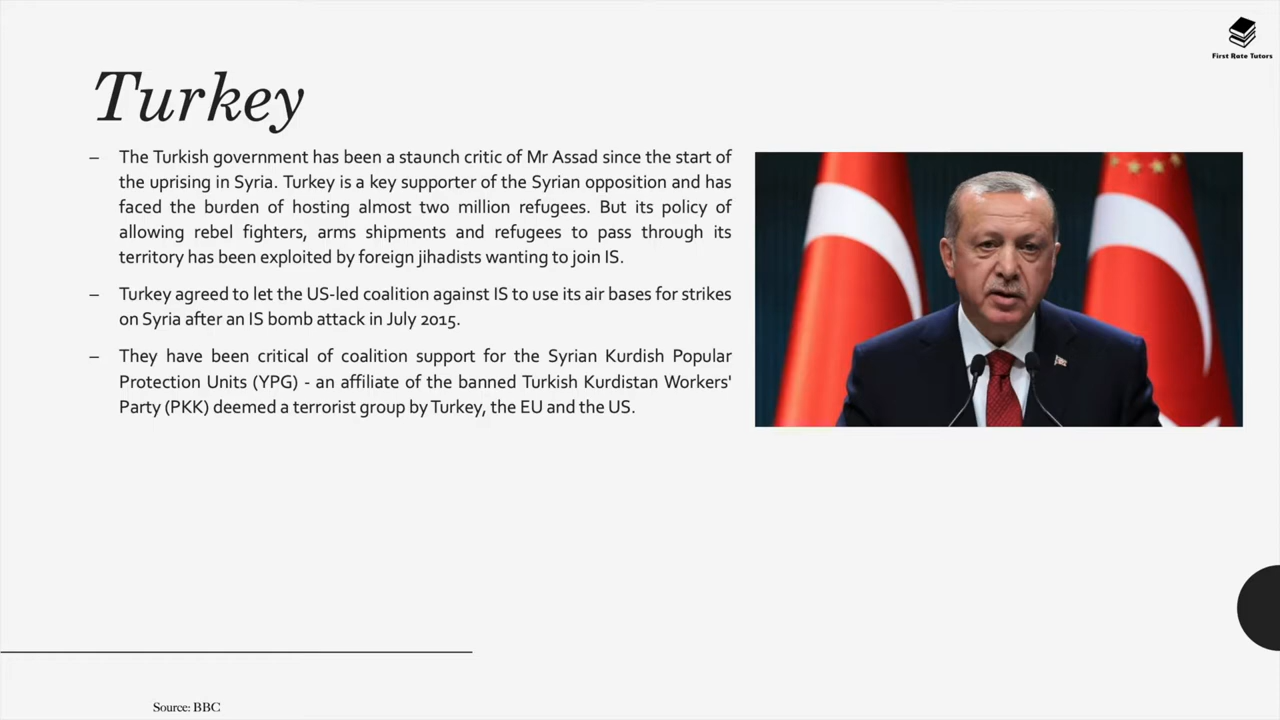 First Rate Tutors
Turkey
– The Turkish government has been a staunch critic of Mr Assad since the start of
the uprising in Syria. Turkey is a key supporter of the Syrian opposition and has
faced the burden of hosting almost two million refugees. But its policy of
allowing rebel fighters, arms shipments and refugees to pass through its
territory has been exploited by foreign jihadists wanting to join IS.
– Turkey agreed to let the US-led coalition against IS to use its air bases for strikes
on Syria after an IS bomb attack in July 2015.
– They have been critical of coalition support for the Syrian Kurdish Popular
Protection Units (YPG) - an affiliate of the banned Turkish Kurdistan Workers'
Party (PKK) deemed a terrorist group by Turkey, the EU and the US.
Source: BBC